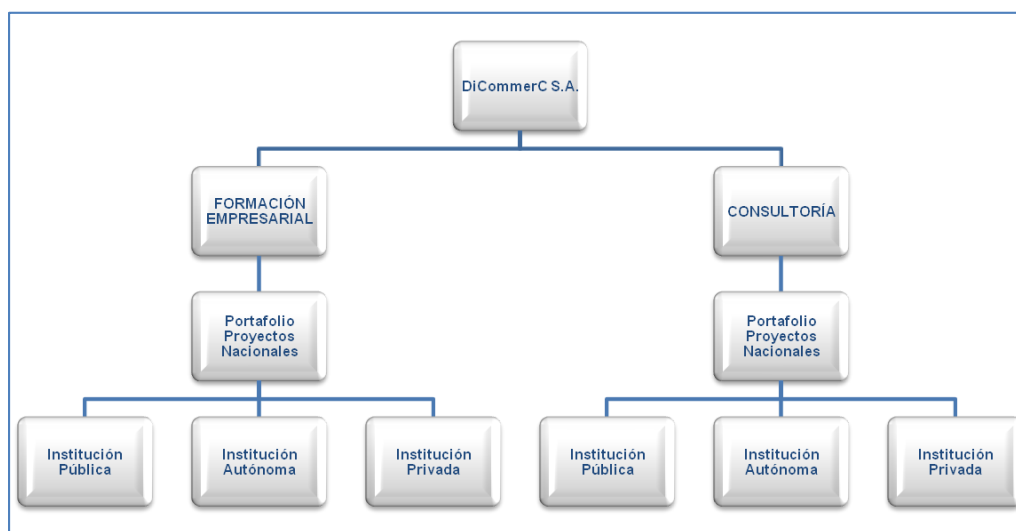 DiCommerC S.A.
FORMACIÓN
EMPRESARIAL
CONSULTORÍA
Portafolio
Proyectos
Nacionales
Portafolio
Proyectos
Nacionales
Institución
Pública
Institución
Autónoma
Institución
Privada
Institución
Pública
Institución
Autónoma
Institución
Privada